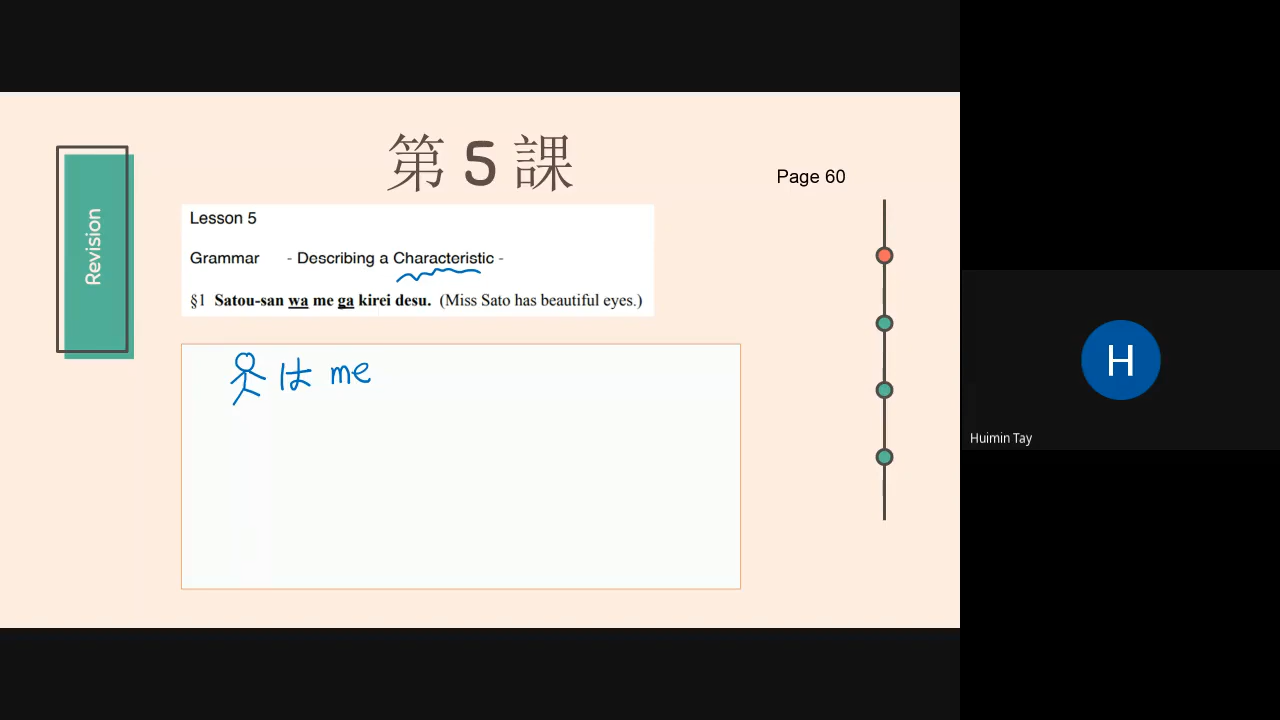 第 5 課
Page 60
Revision
Lesson 5
Grammar - Describing a Characteristic -
§1 Satou-san wa me ga kirei desu. (Miss Sato has beautiful eyes.)
は me
H
Huimin Tay